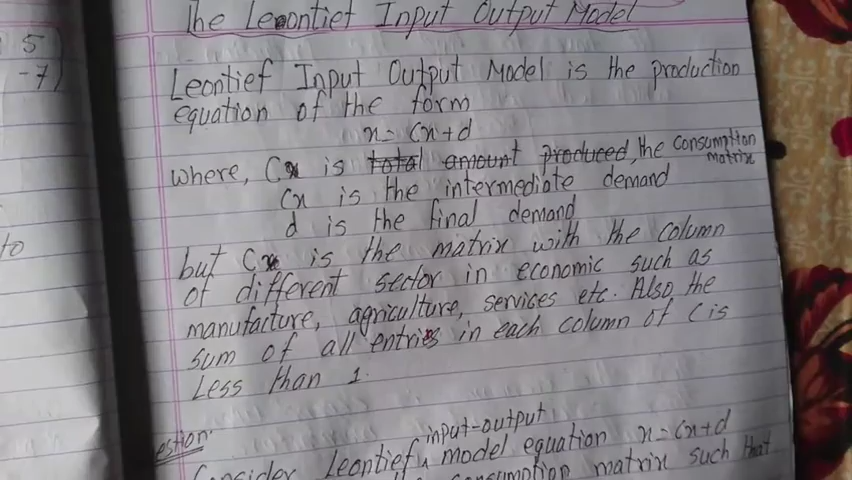 5
-7
to
The Leontief Input Output Model
Leontief Input Output Model is the production
equation of the form
x = Cx+d
where, C is total amount produced, the consumption
matrix
Cx is the intermediate demand
d is the final demand
but C is the matrix with the column
of different sector in economic such as
manufacture, agriculture, services etc. Also, the
sum of all entries in each column of C is
Less than 1.
input-output
Consider Leontief model equation x=Cx+d
consumption matrix such that